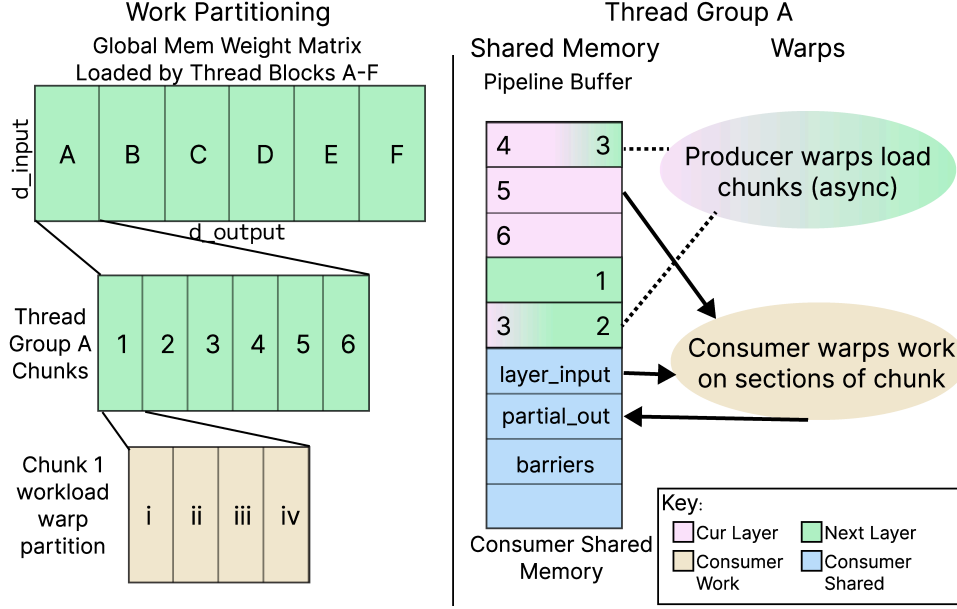 Work Partitioning
Global Mem Weight Matrix
Loaded by Thread Blocks A-F
d_input
A B C D E F
d_output
Thread
Group A
Chunks
1 2 3 4 5 6
Chunk 1
workload
warp
partition
i ii iii iv
Thread Group A
Shared Memory
Warps
Pipeline Buffer
4 3
5
6
1
3 2
layer_input
partial_out
barriers
Consumer Shared
Memory
Producer warps load
chunks (async)
Consumer warps work
on sections of chunk
Key:
Cur Layer
Next Layer
Consumer
Work
Consumer
Shared